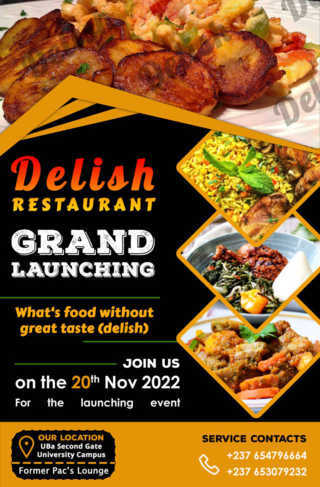 Delish
RESTAURANT
GRAND
LAUNCHING
What's food without
great taste (delish)
JOIN US
on the 20th Nov 2022
For the launching event
OUR LOCATION
UBa Second Gate
University Campus
Former Pac's Lounge
SERVICE CONTACTS
+237 654796664
+237 653079232